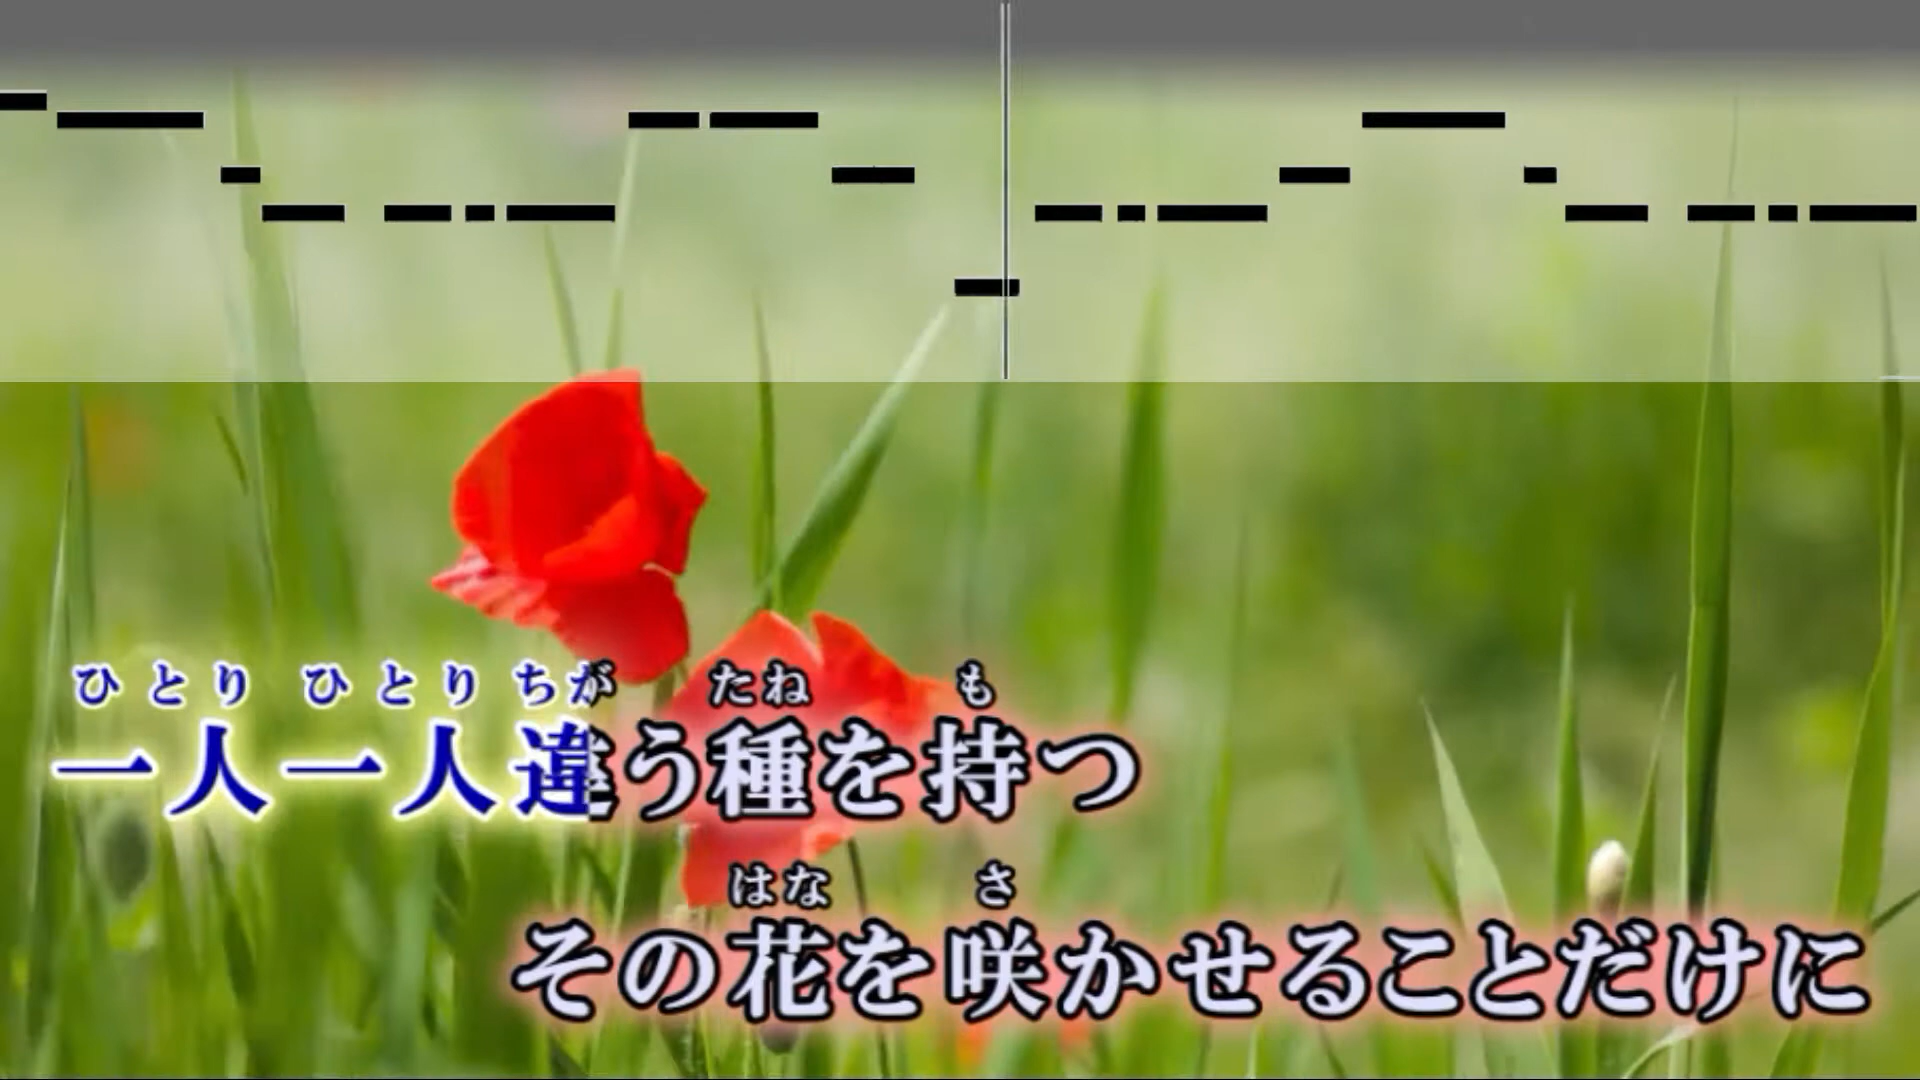 ひとり ひとり ちが たね も
一人一人違う種を持つ
はな さ
その花を咲かせることだけに